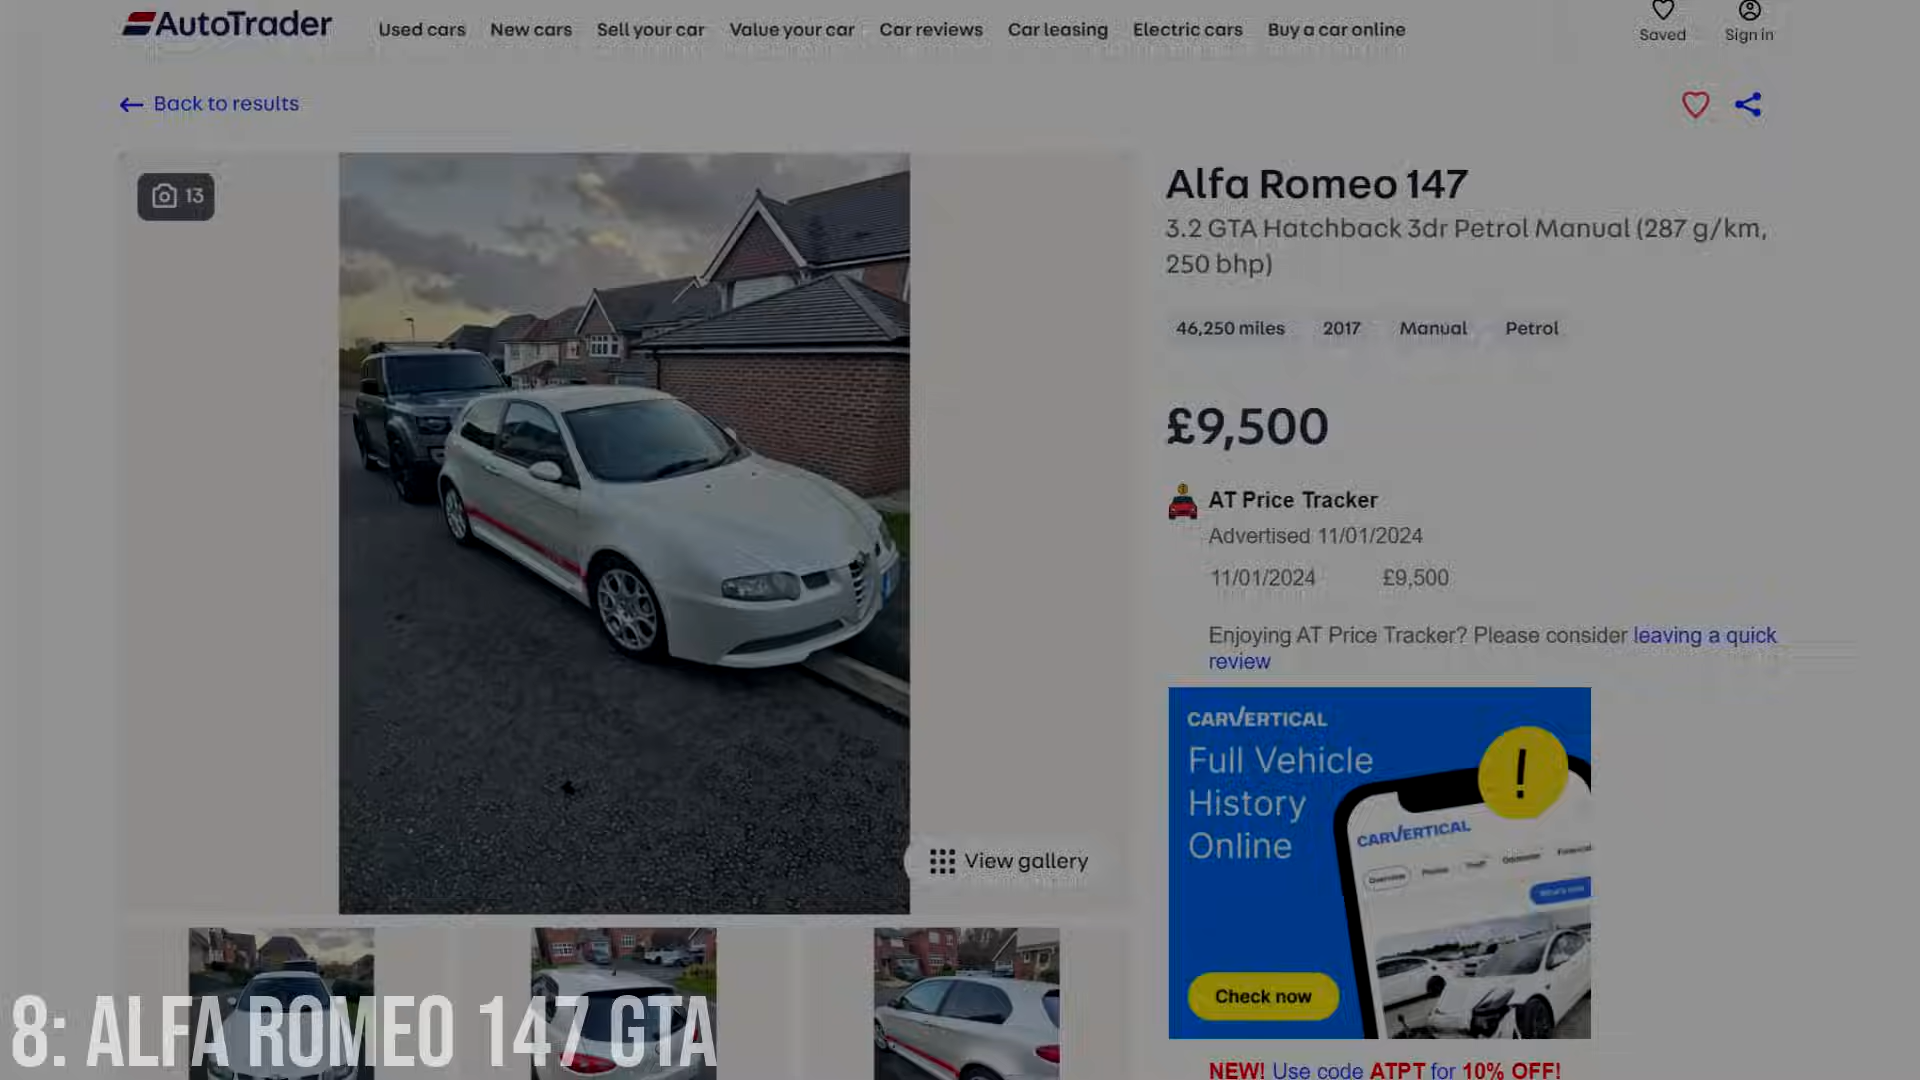 AutoTrader
Used cars New cars Sell your car Value your car Car reviews Car leasing Electric cars Buy a car online
Saved
Sign in
Back to results
13
Alfa Romeo 147
3.2 GTA Hatchback 3dr Petrol Manual (287 g/km,
250 bhp)
46,250 miles 2017 Manual Petrol
£9,500
AT Price Tracker
Advertised 11/01/2024
11/01/2024 £9,500
Enjoying AT Price Tracker? Please consider leaving a quick
review
CARVERTICAL
Full Vehicle
History
Online
!
CARVERTICAL
Overview
Check now
View gallery
8: ALFA ROMEO 147 GTA
NEW! Use code ATPT for 10% OFF!